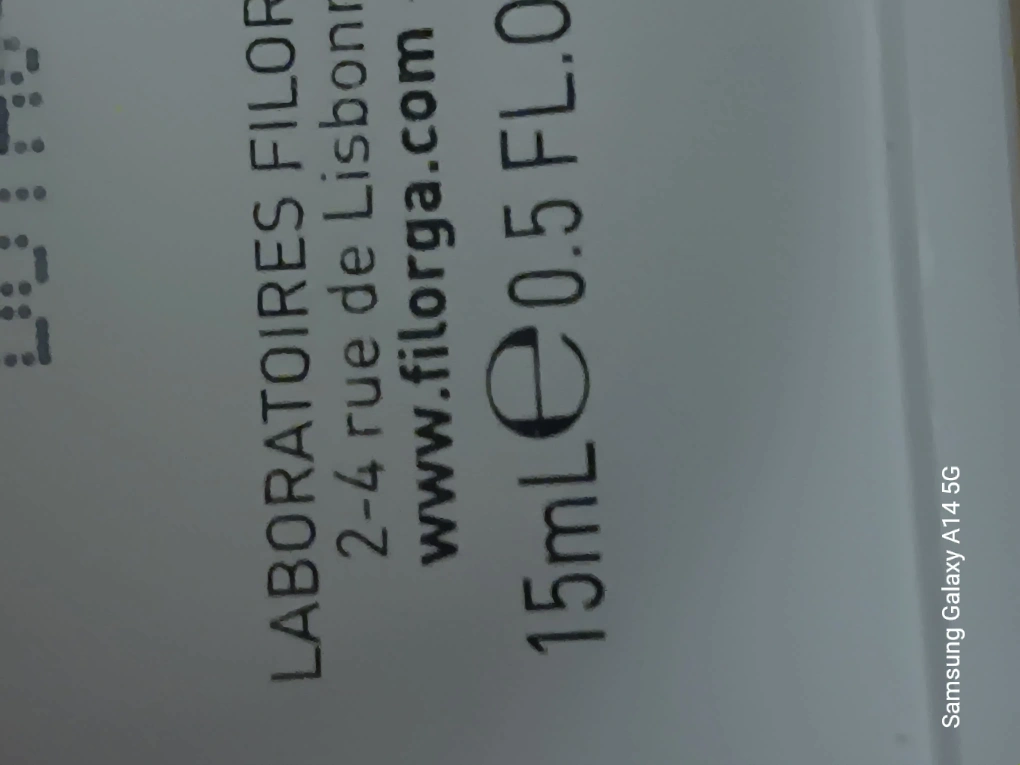 LABORATOIRES FILOR
2-4 rue de Lisbonn
www.filorga.com
15mL e 0.5 FL.O
Samsung Galaxy A14 5G